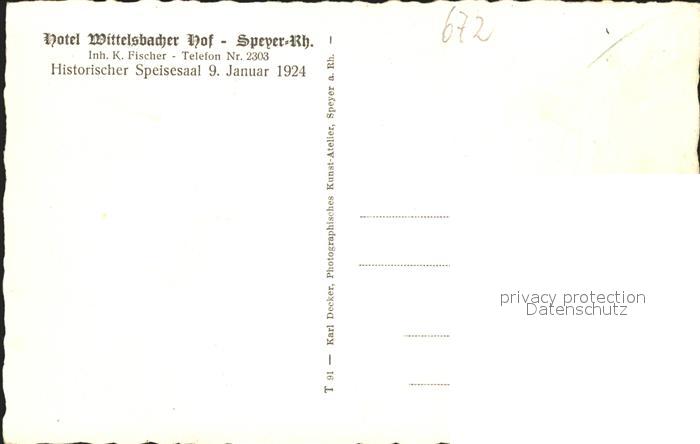 Hotel Wittelsbacher Hof - Speyer-Rh.
Inh. K. Fischer - Telefon Nr. 2303
Historischer Speisesaal 9. Januar 1924
T 91 — Karl Decker, Photographisches Kunst-Atelier, Speyer a. Rh. —
672
privacy protection
Datenschutz